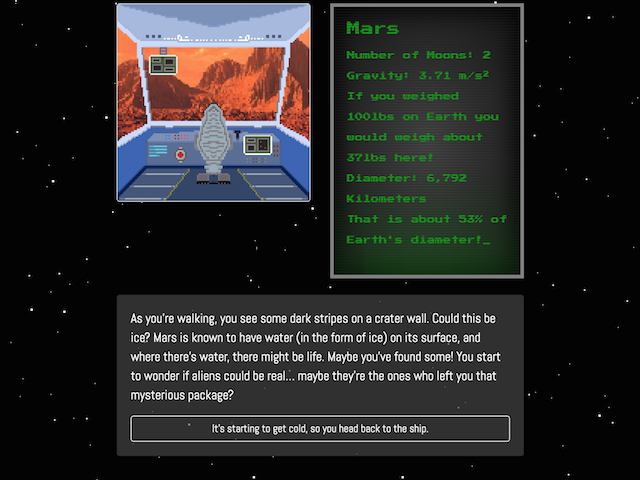 Mars
Number of Moons: 2
Gravity: 3.71 m/s²
If you weighed
100lbs on Earth you
would weigh about
37lbs here!
Diameter: 6,792
Kilometers
That is about 53% of
Earth's diameter!_
As you're walking, you see some dark stripes on a crater wall. Could this be
ice? Mars is known to have water (in the form of ice) on its surface, and
where there's water, there might be life. Maybe you've found some! You start
to wonder if aliens could be real... maybe they're the ones who left you that
mysterious package?
It's starting to get cold, so you head back to the ship.